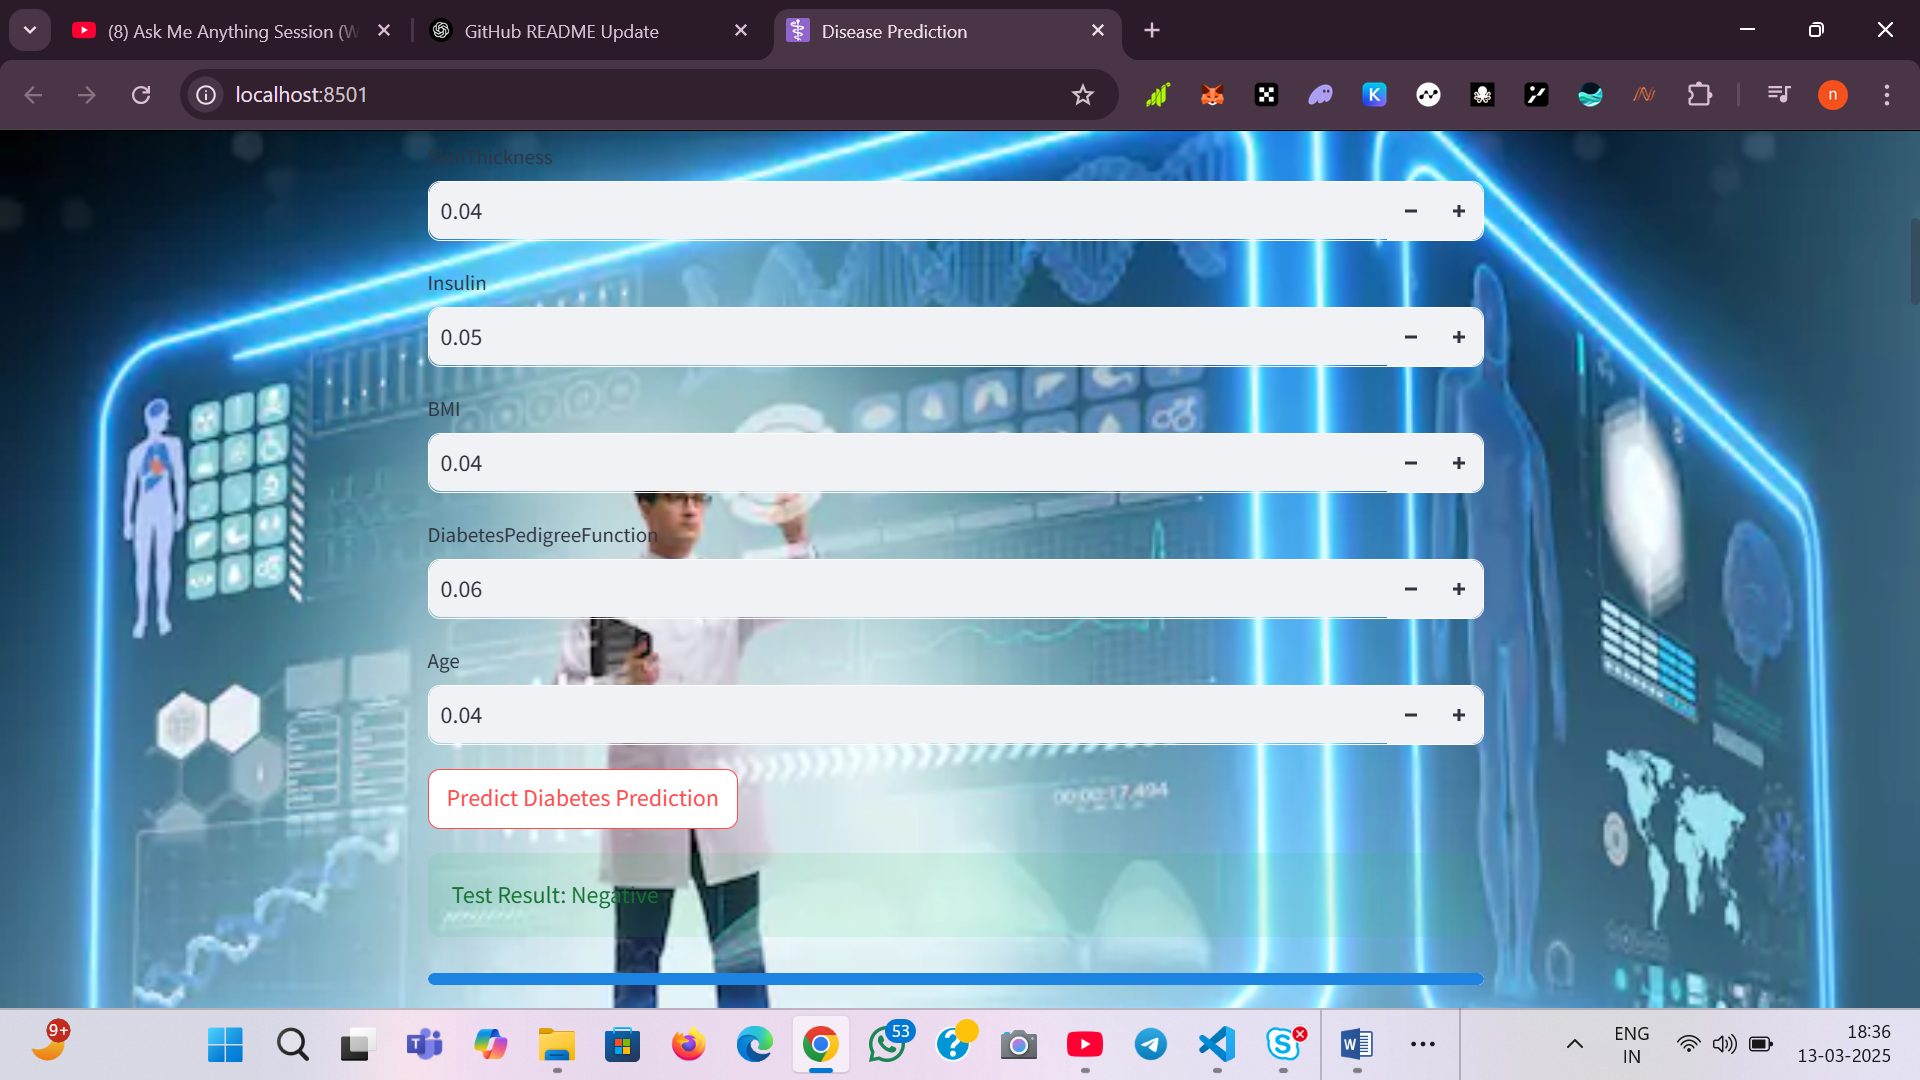 (8) Ask Me Anything Session (W
GitHub README Update
Disease Prediction
localhost:8501
K
n
Thickness
0.04
Insulin
0.05
BMI
0.04
DiabetesPedigreeFunction
0.06
Age
0.04
Predict Diabetes Prediction
00:00:17.494
Test Result: Negative
9+
53
ENG
IN
18:36
13-03-2025